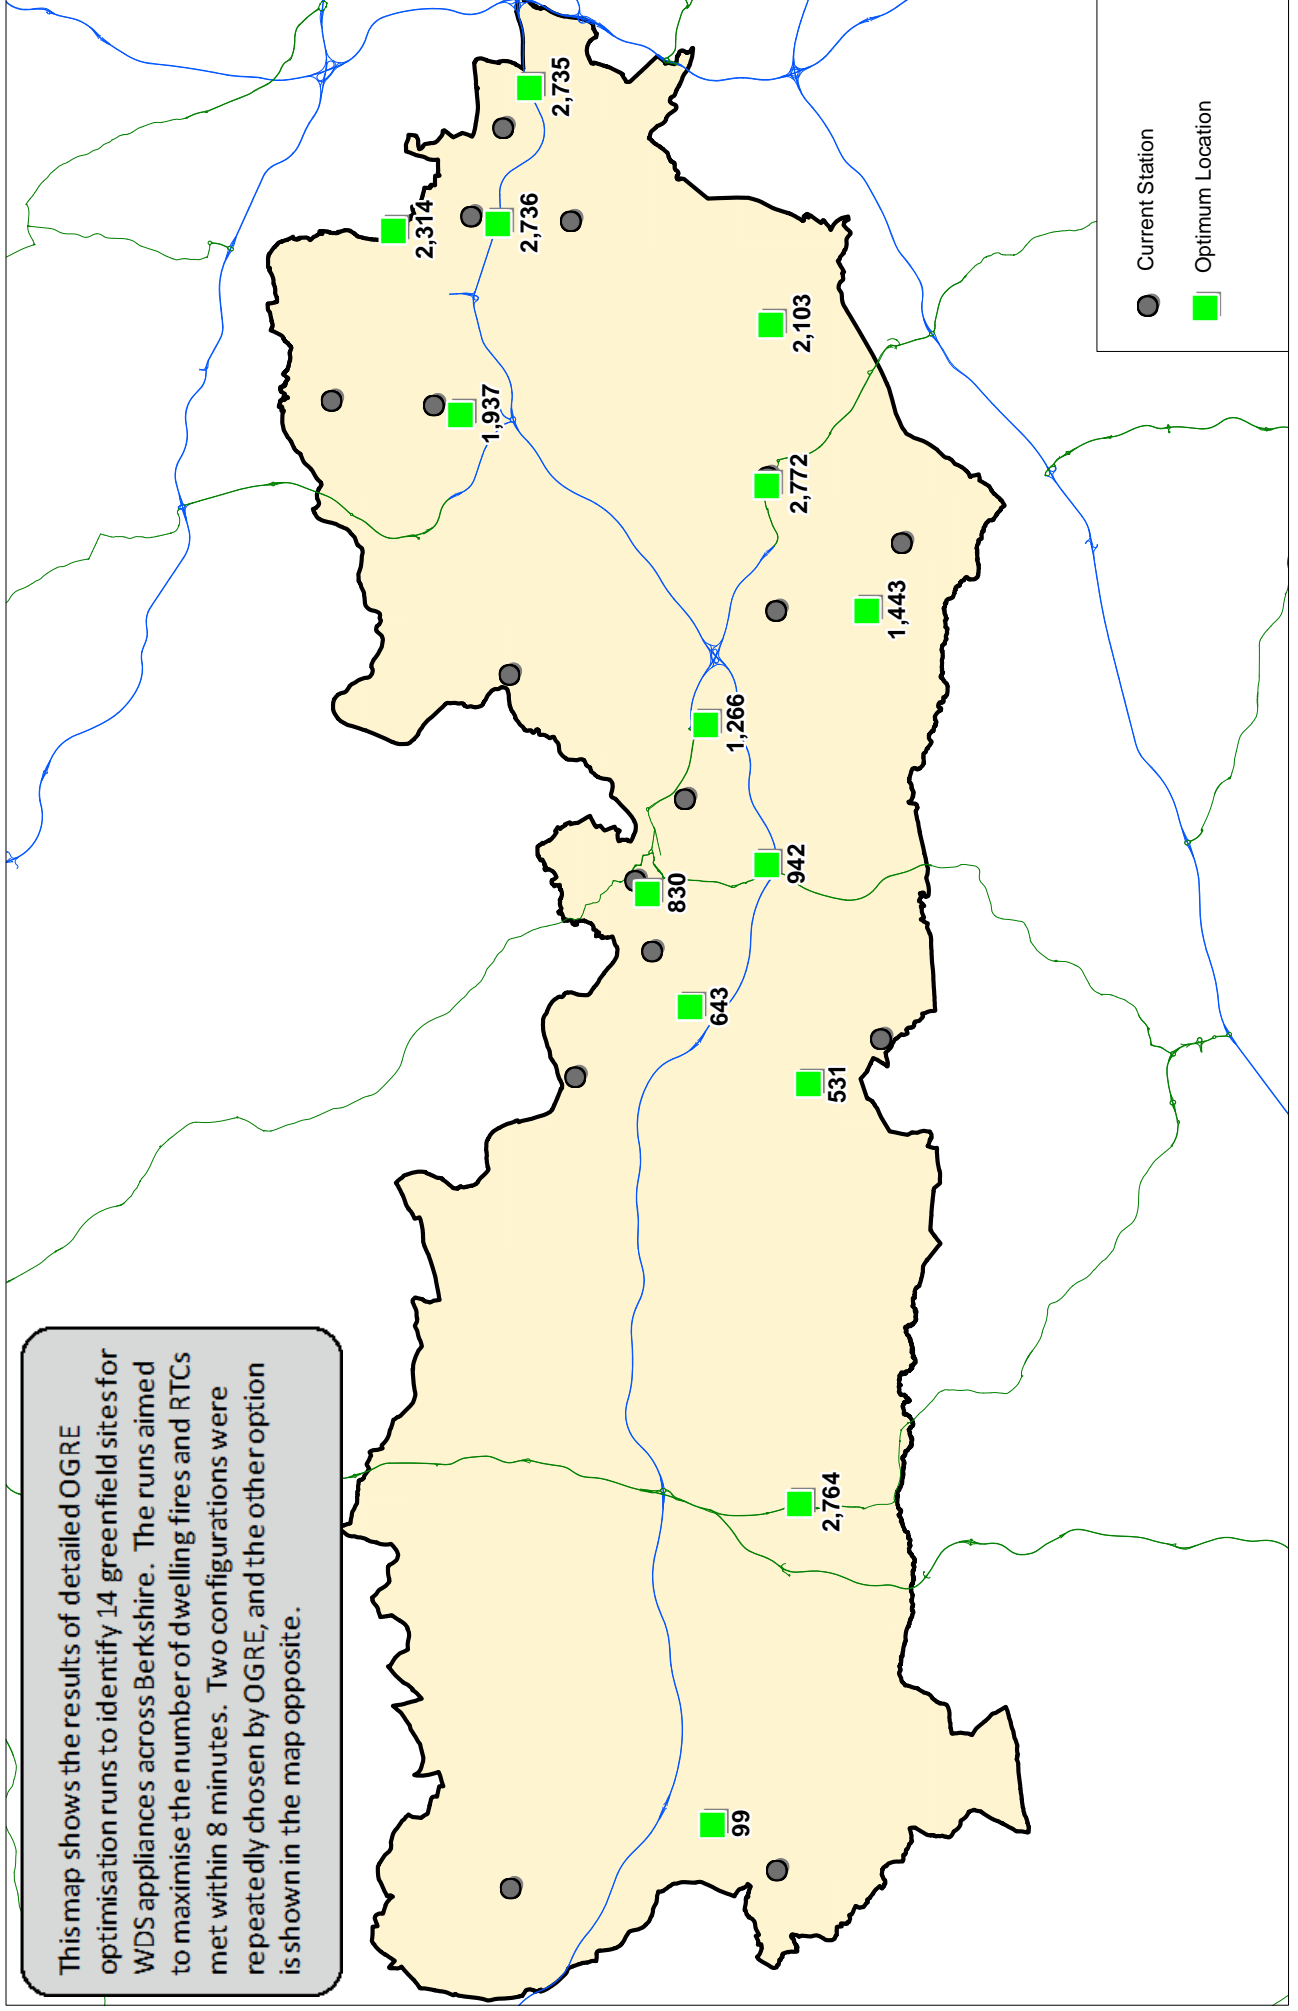 This map shows the results of detailed OGRE
optimisation runs to identify 14 greenfield sites for
WDS appliances across Berkshire. The runs aimed
to maximise the number of dwelling fires and RTCs
met within 8 minutes. Two configurations were
repeatedly chosen by OGRE, and the other option
is shown in the map opposite.
2,314
2,735
2,736
1,937
2,103
2,772
1,443
1,266
942
830
643
531
2,764
99
Current Station
Optimum Location